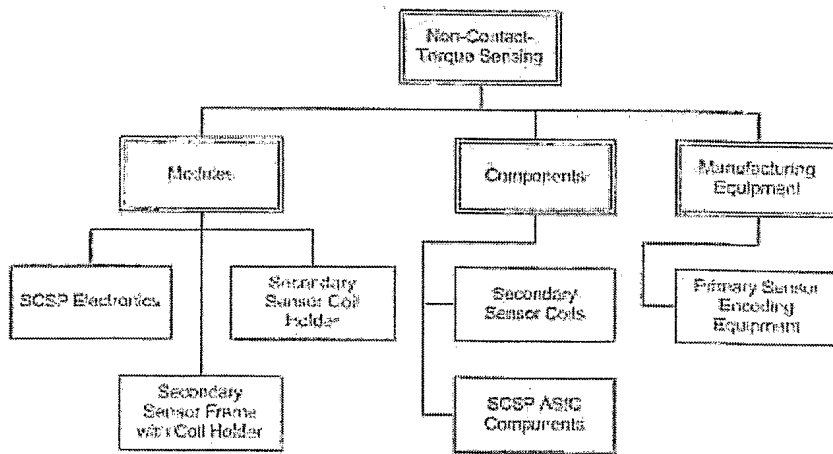 Non-Contact-
Torque Sensing
Modules
Components
Manufacturing
Equipment
SCSP Electronics
Secondary
Sensor Coil
Holder
Secondary
Sensor Coils
Primary Sensor
Encoding
Equipment
Secondary
Sensor Frame
with Coil Holder
SCSP ASIC
Components